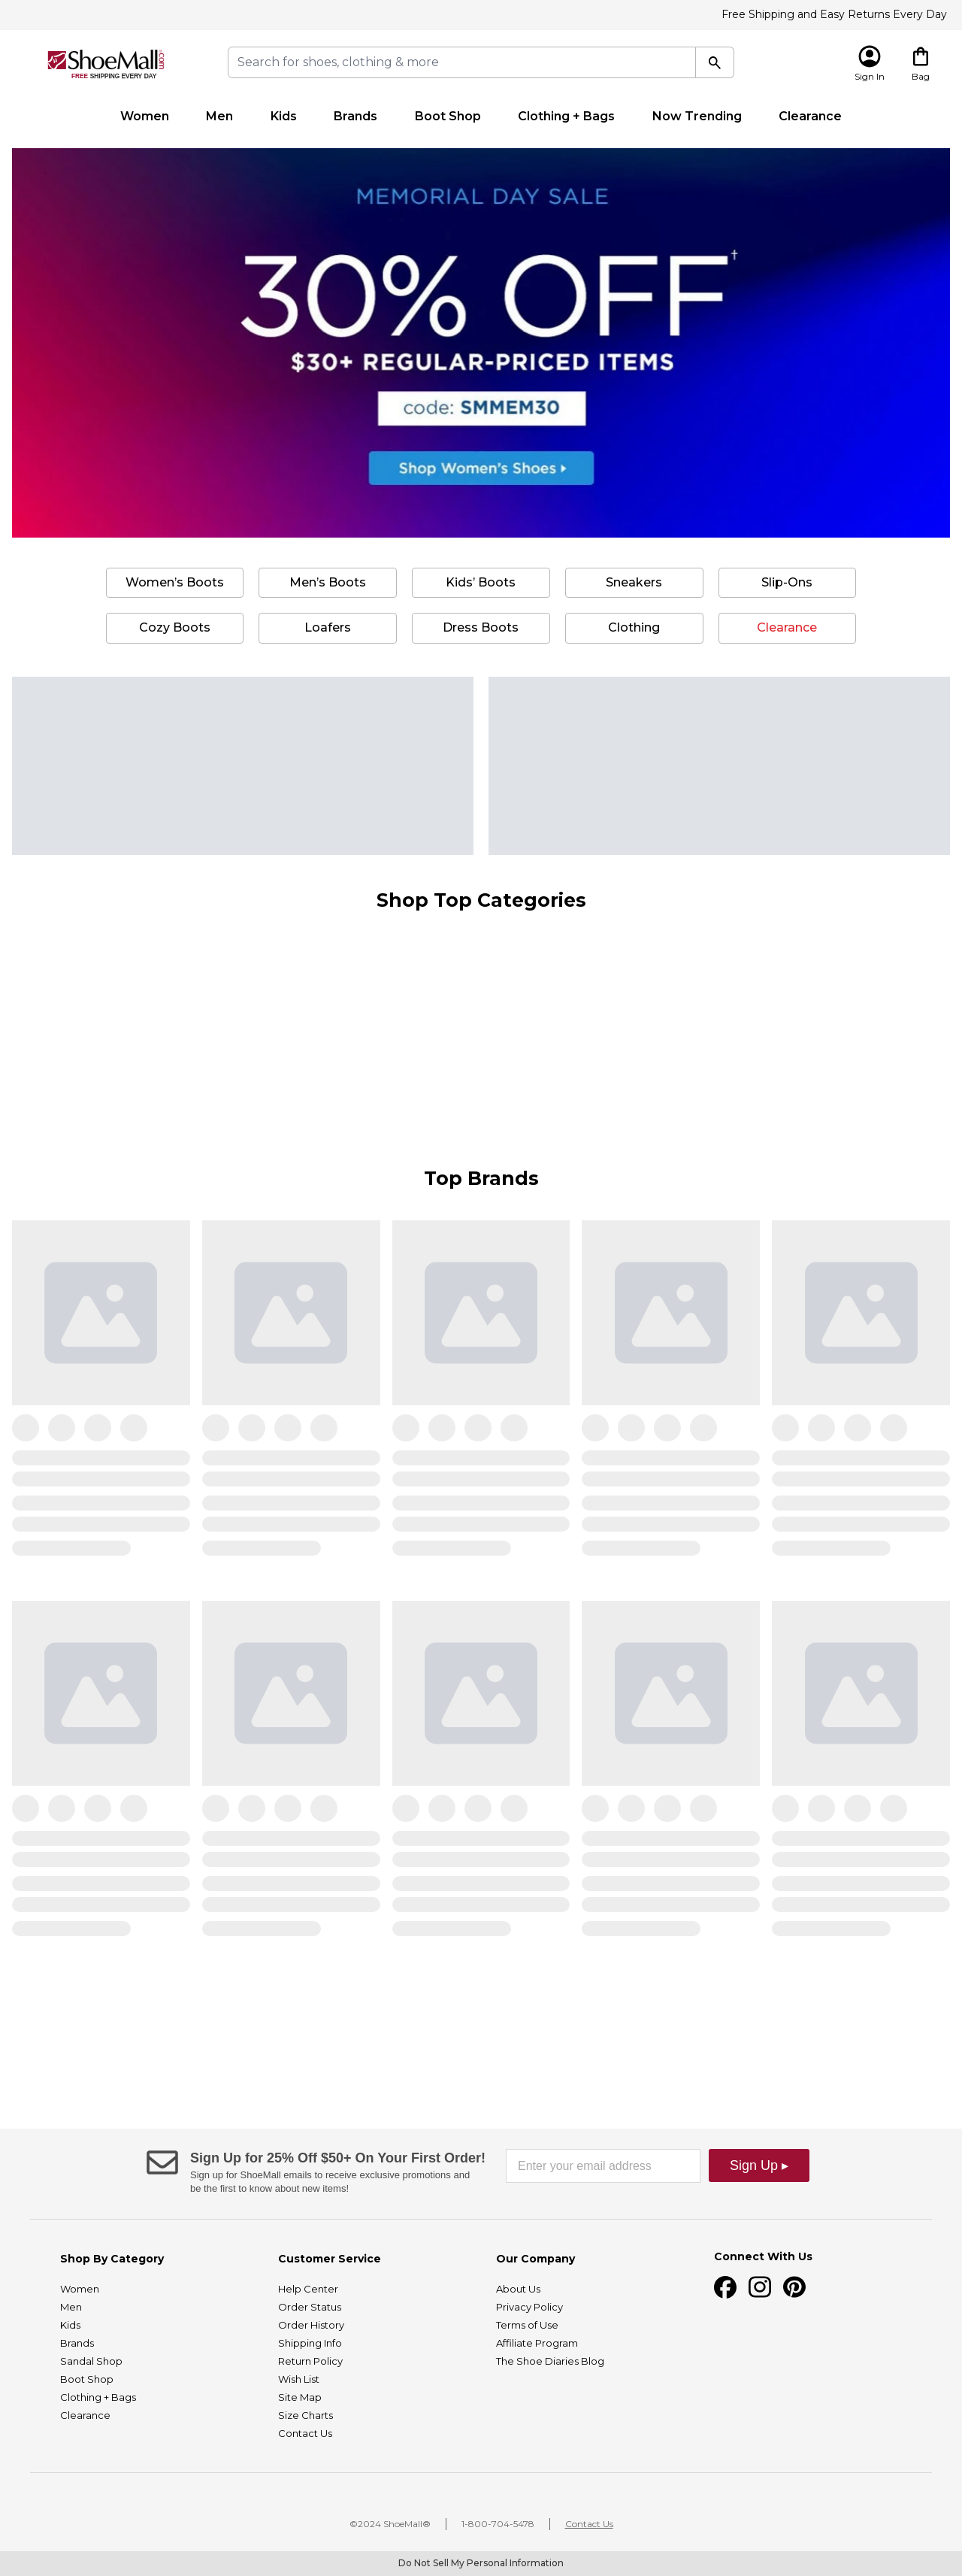 Free Shipping and Easy Returns Every Day
ShoeMall.com
FREE SHIPPING EVERY DAY
Search for shoes, clothing & more
Sign In
Bag
Women Men Kids Brands Boot Shop Clothing + Bags Now Trending Clearance
MEMORIAL DAY SALE
30% OFF†
$30+ REGULAR-PRICED ITEMS
code: SMMEM30
Shop Women's Shoes
Women's Boots Men's Boots Kids' Boots Sneakers Slip-Ons
Cozy Boots Loafers Dress Boots Clothing Clearance
Shop Top Categories
Top Brands
Sign Up for 25% Off $50+ On Your First Order!
Sign up for ShoeMall emails to receive exclusive promotions and
be the first to know about new items!
Enter your email address
Sign Up ▸
Shop By Category
Women
Men
Kids
Brands
Sandal Shop
Boot Shop
Clothing + Bags
Clearance
Customer Service
Help Center
Order Status
Order History
Shipping Info
Return Policy
Wish List
Site Map
Size Charts
Contact Us
Our Company
About Us
Privacy Policy
Terms of Use
Affiliate Program
The Shoe Diaries Blog
Connect With Us
©2024 ShoeMall® 1-800-704-5478 Contact Us
Do Not Sell My Personal Information